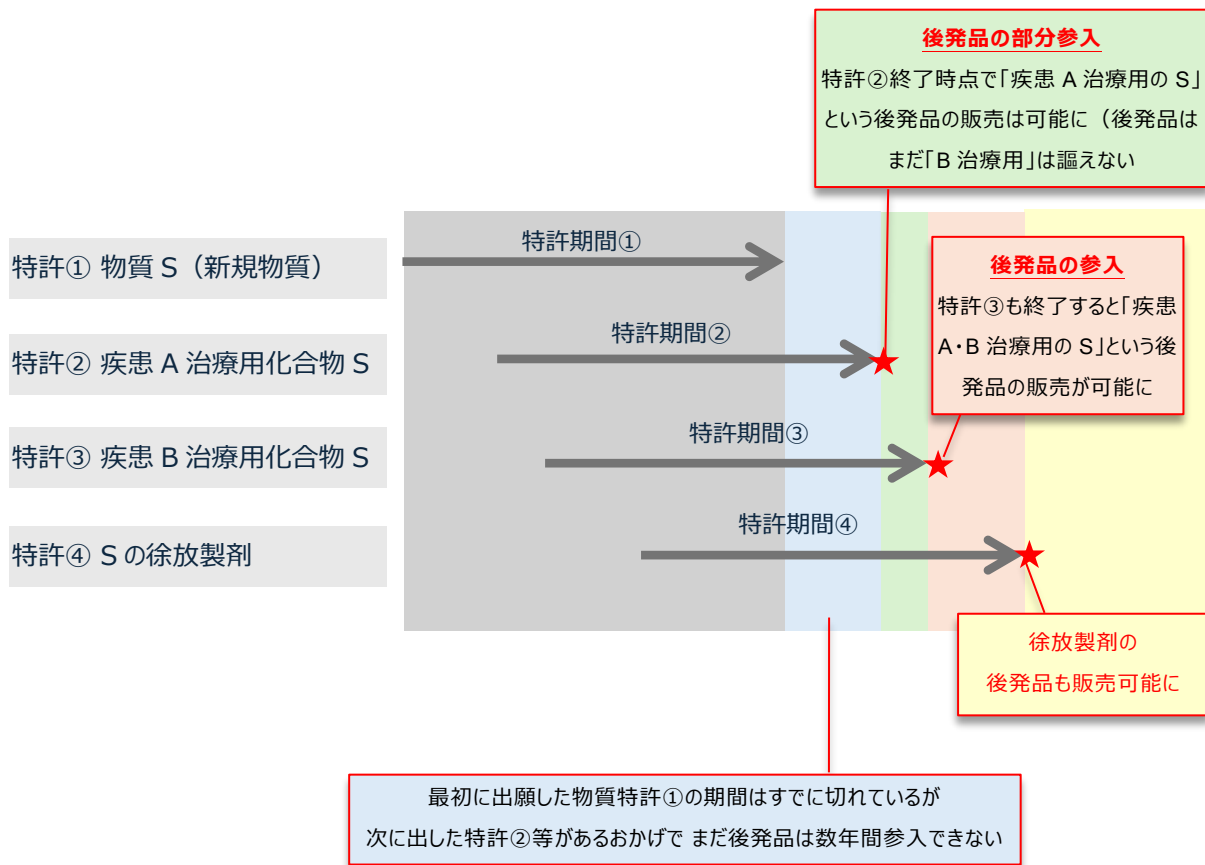 後発品の部分参入
特許②終了時点で「疾患 A 治療用の S」
という後発品の販売は可能に（後発品は
まだ「B 治療用」は謳えない
特許① 物質 S（新規物質）
特許期間①
後発品の参入
特許③も終了すると「疾患
A・B 治療用の S」という後
発品の販売が可能に
特許② 疾患 A 治療用化合物 S
特許期間②
特許③ 疾患 B 治療用化合物 S
特許期間③
特許④ S の徐放製剤
特許期間④
徐放製剤の
後発品も販売可能に
最初に出願した物質特許①の期間はすでに切れているが
次に出した特許②等があるおかげで まだ後発品は数年間参入できない